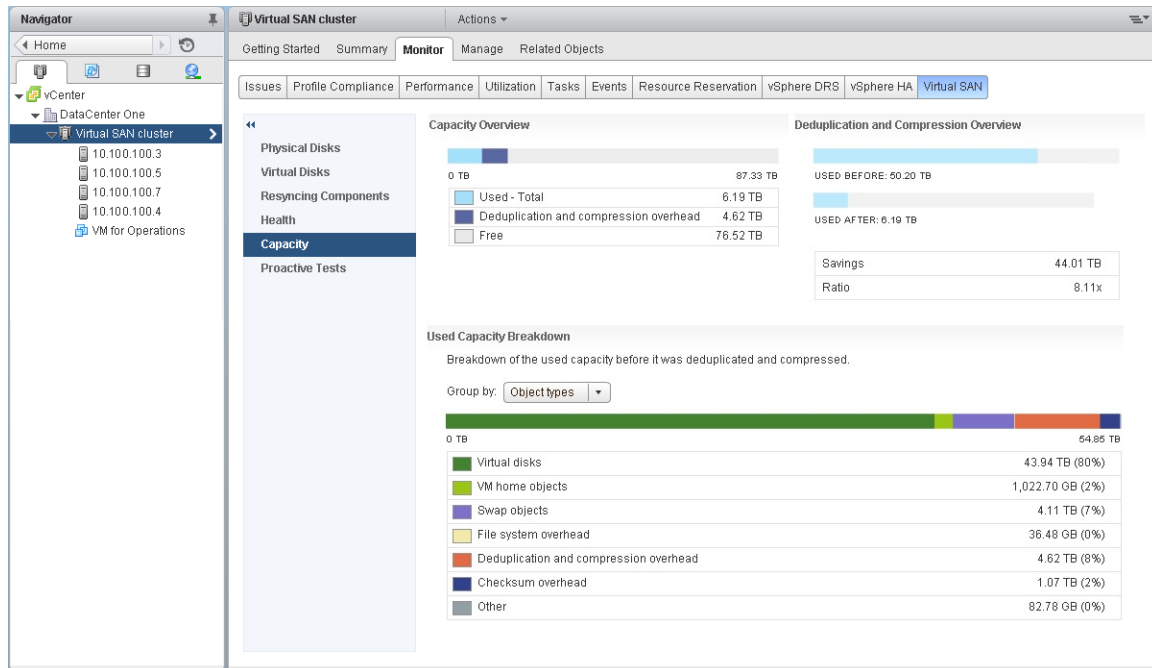 Navigator
Home
vCenter
DataCenter One
Virtual SAN cluster
10.100.100.3
10.100.100.5
10.100.100.7
10.100.100.4
VM for Operations
Virtual SAN cluster Actions
Getting Started Summary Monitor Manage Related Objects
Issues Profile Compliance Performance Utilization Tasks Events Resource Reservation vSphere DRS vSphere HA Virtual SAN
Physical Disks
Virtual Disks
Resyncing Components
Health
Capacity
Proactive Tests
Capacity Overview
0 TB 87.33 TB
Used - Total 6.19 TB
Deduplication and compression overhead 4.62 TB
Free 76.52 TB
Deduplication and Compression Overview
USED BEFORE: 50.20 TB
USED AFTER: 6.19 TB
Savings 44.01 TB
Ratio 8.11x
Used Capacity Breakdown
Breakdown of the used capacity before it was deduplicated and compressed.
Group by: Object types
0 TB 54.85 TB
Virtual disks 43.94 TB (80%)
VM home objects 1,022.70 GB (2%)
Swap objects 4.11 TB (7%)
File system overhead 36.48 GB (0%)
Deduplication and compression overhead 4.62 TB (8%)
Checksum overhead 1.07 TB (2%)
Other 82.78 GB (0%)